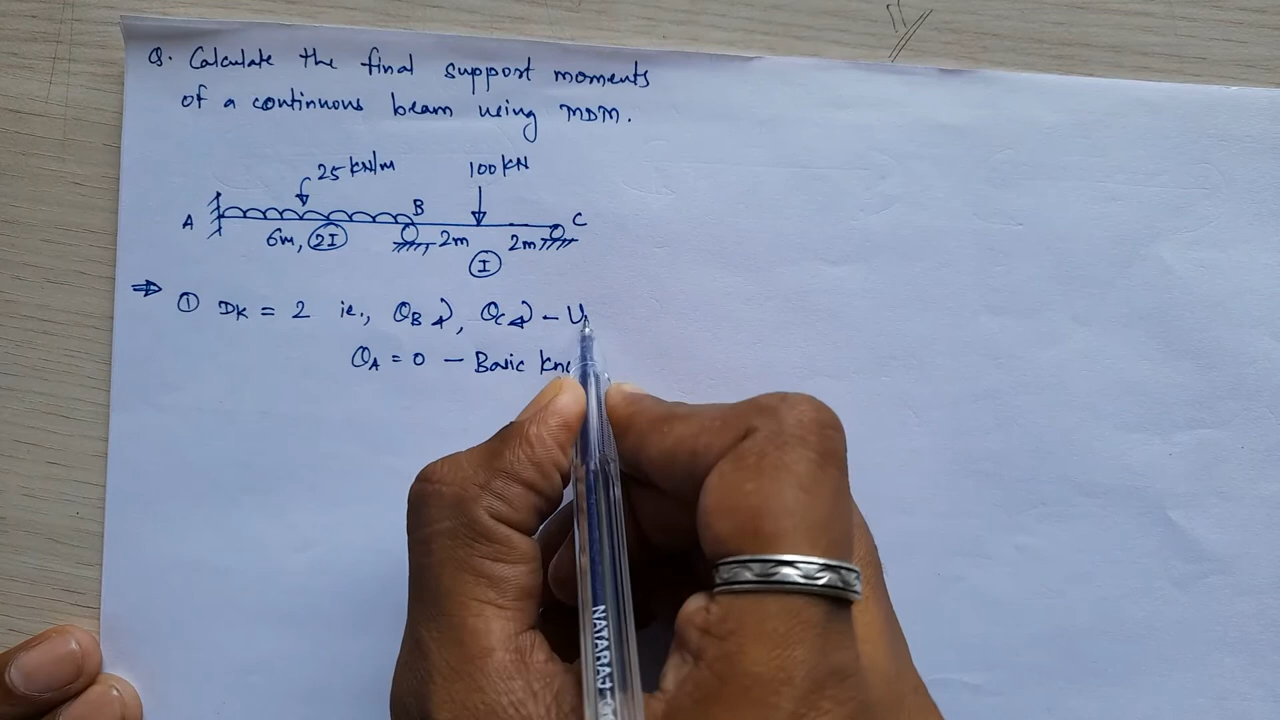 Q. Calculate the final support moments
of a continuous beam using MDM.
25 kN/m
100 KN
A
B
C
6m, 2I
2m
2m
I
⇒ ① DK = 2 ie., θB, θC - U
θA = 0 - Basic
NATARAJ